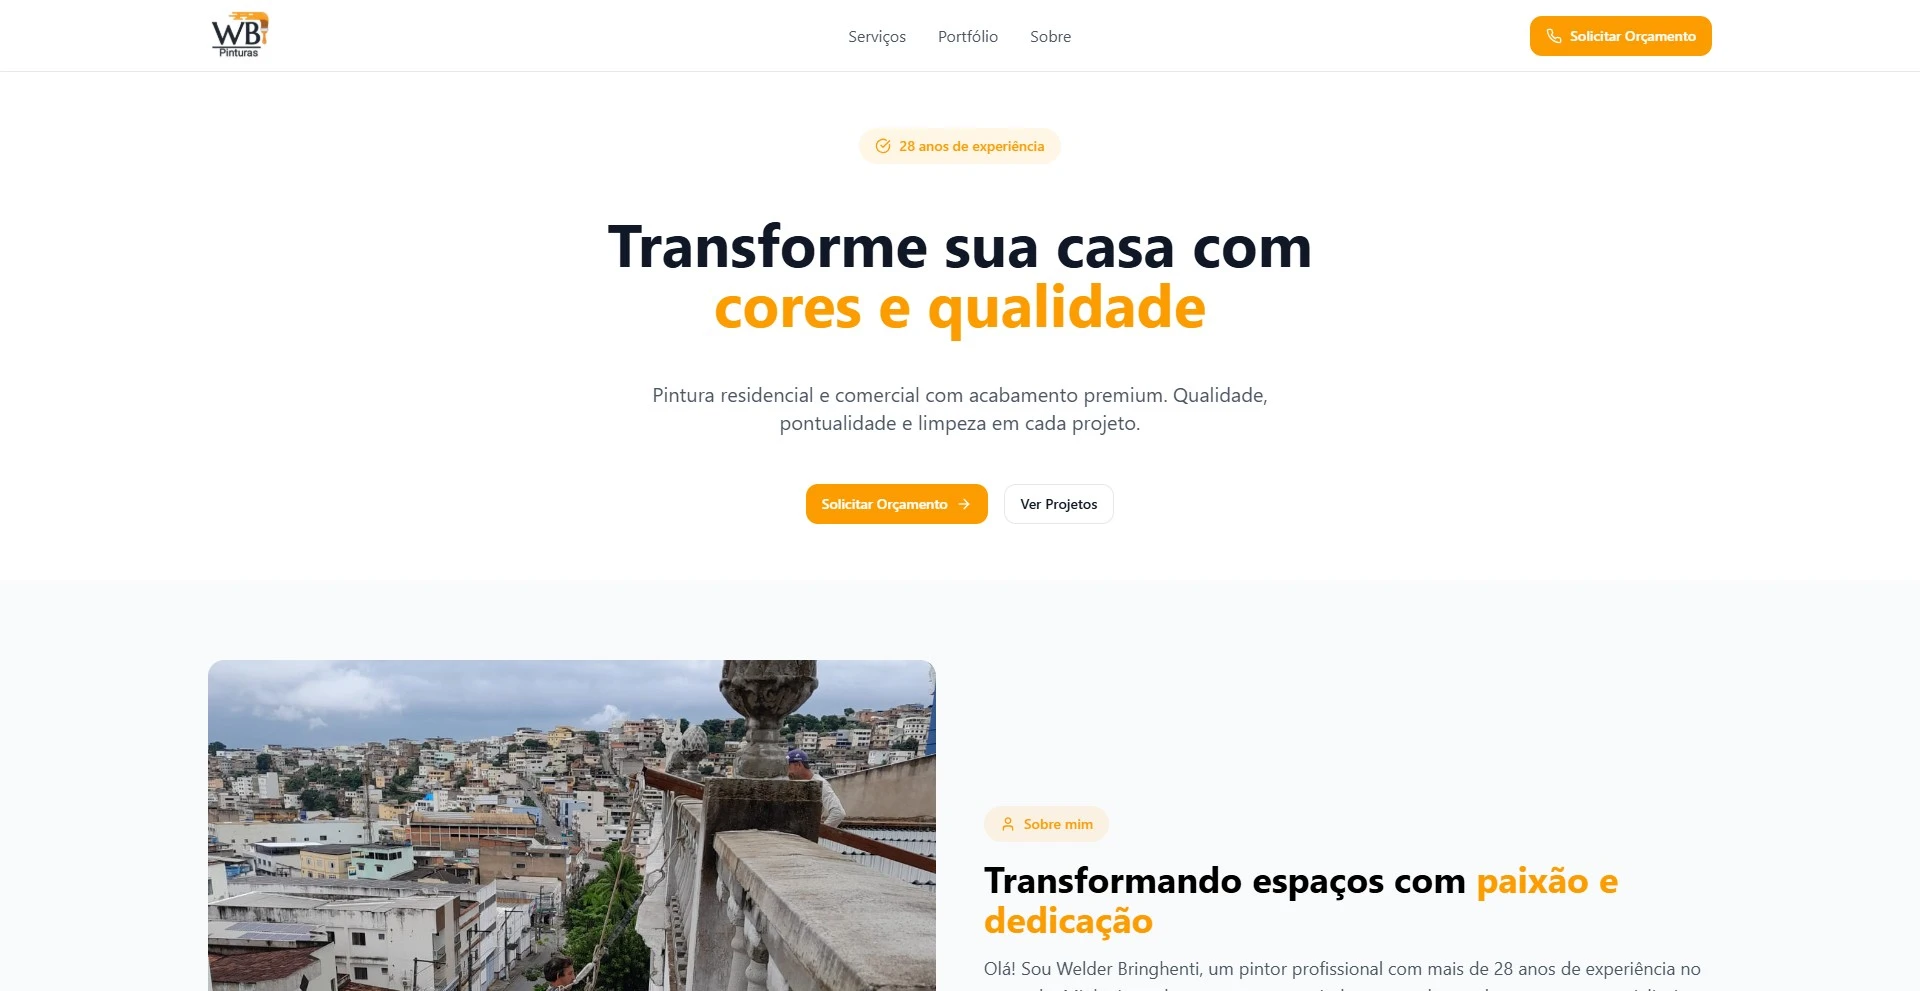 WB
Pinturas
Serviços
Portfólio
Sobre
Solicitar Orçamento
28 anos de experiência
Transforme sua casa com
cores e qualidade
Pintura residencial e comercial com acabamento premium. Qualidade,
pontualidade e limpeza em cada projeto.
Solicitar Orçamento
Ver Projetos
Sobre mim
Transformando espaços com paixão e
dedicação
Olá! Sou Welder Bringhenti, um pintor profissional com mais de 28 anos de experiência no